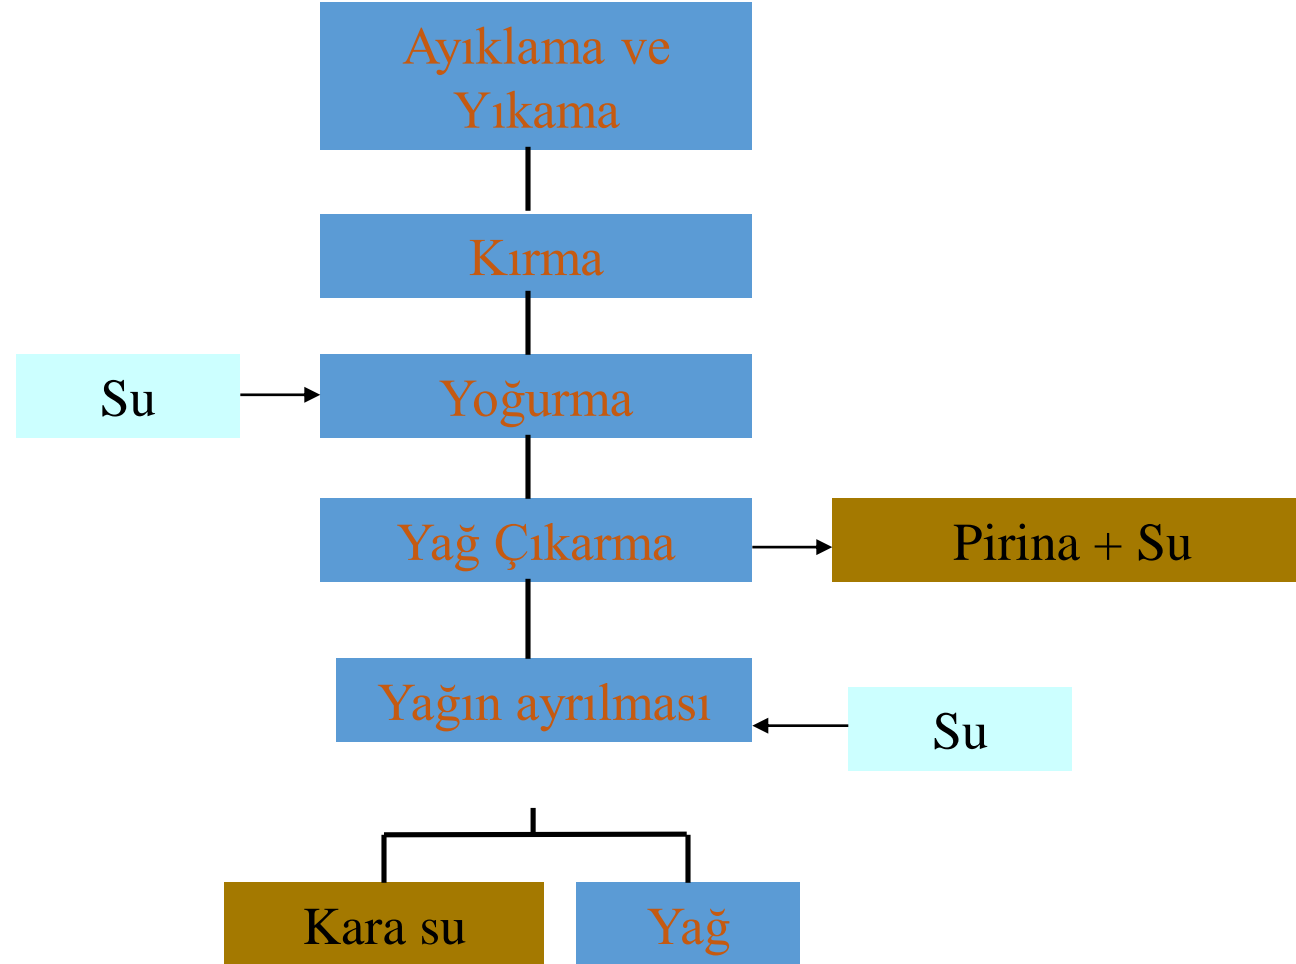 Ayıklama ve
Yıkama
Kırma
Su
Yoğurma
Yağ Çıkarma
Pirina + Su
Yağın ayrılması
Su
Kara su
Yağ